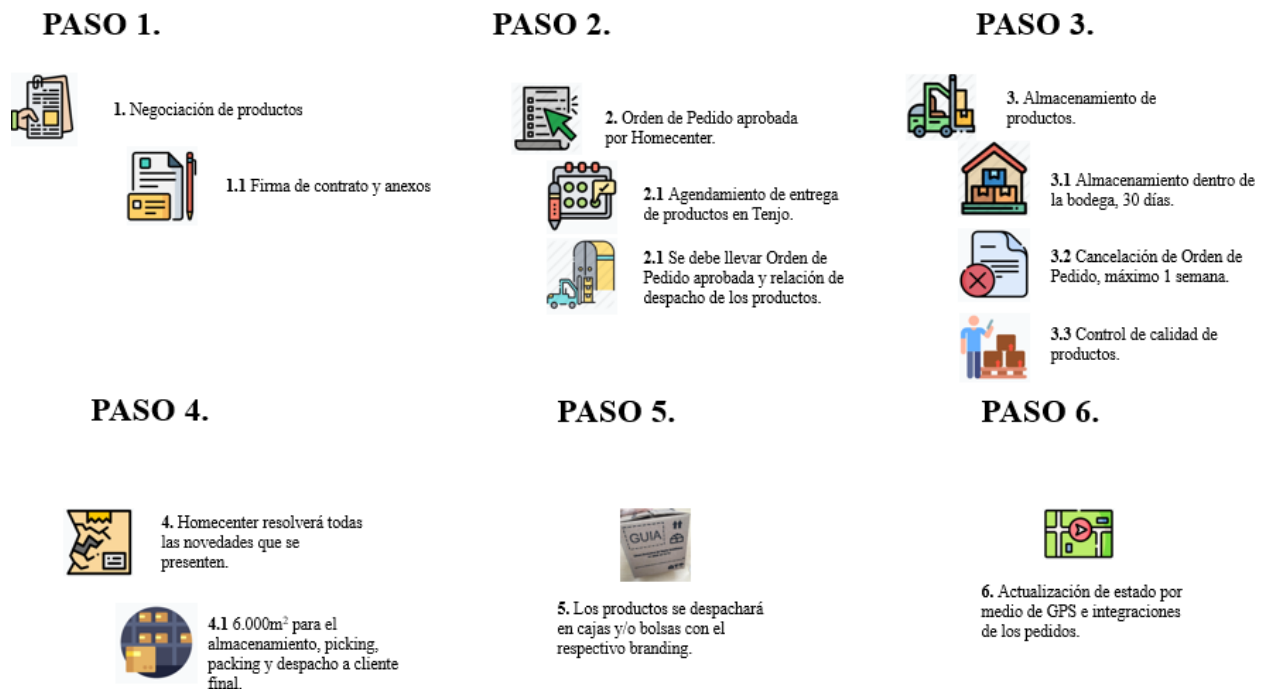 PASO 1.
1. Negociación de productos
1.1 Firma de contrato y anexos
PASO 2.
2. Orden de Pedido aprobada
por Homecenter.
2.1 Agendamiento de entrega
de productos en Tenjo.
2.1 Se debe llevar Orden de
Pedido aprobada y relación de
despacho de los productos.
PASO 3.
3. Almacenamiento de
productos.
3.1 Almacenamiento dentro de
la bodega, 30 días.
3.2 Cancelación de Orden de
Pedido, máximo 1 semana.
3.3 Control de calidad de
productos.
PASO 4.
4. Homecenter resolverá todas
las novedades que se
presenten.
4.1 6.000m² para el
almacenamiento, picking,
packing y despacho a cliente
final.
PASO 5.
GUIA
5. Los productos se despachará
en cajas y/o bolsas con el
respectivo branding.
PASO 6.
6. Actualización de estado por
medio de GPS e integraciones
de los pedidos.